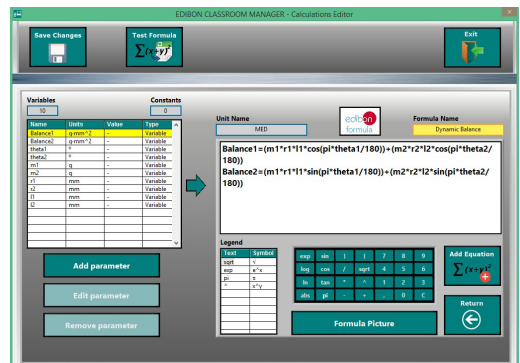 EDIBON CLASSROOM MANAGER - Calculations Editor
Save Changes
Test Formula
∑(x+y)²
Exit
Variables
Constants
10
0
Name Units Value Type
Balance1 g·mm^2 - Variable
Balance2 g·mm^2 - Variable
theta1 º - Variable
theta2 º - Variable
m1 g - Variable
m2 g - Variable
r1 mm - Variable
r2 mm - Variable
l1 mm - Variable
l2 mm - Variable
Add parameter
Edit parameter
Remove parameter
Unit Name
MED
edibon
formula
Formula Name
Dynamic Balance
Balance1=(m1*r1*l1*cos(pi*theta1/180))+(m2*r2*l2*cos(pi*theta2/
180))
Balance2=(m1*r1*l1*sin(pi*theta1/180))+(m2*r2*l2*sin(pi*theta2/
180))
Legend
Text Symbol
sqrt √
exp e^x
pi π
^ x^y
exp sin ( ) 7 8 9
log cos / sqrt 4 5 6
ln tan * ^ 1 2 3
abs pi - + . 0 C
Formula Picture
Add Equation
∑(x+y)²
Return